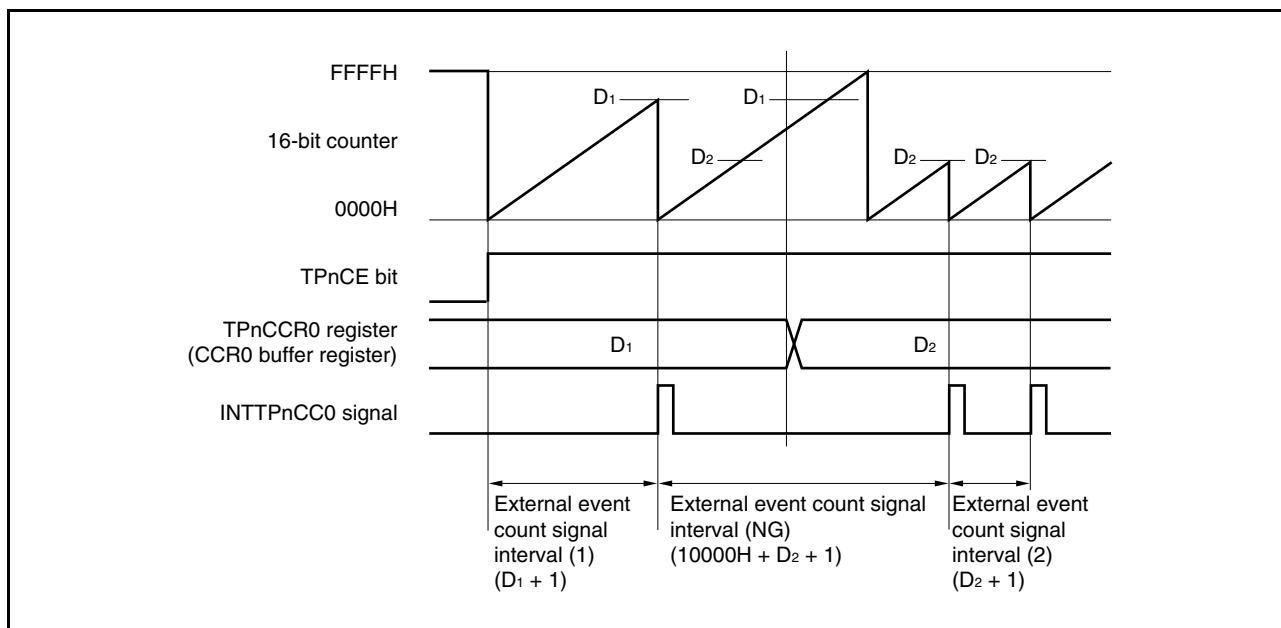 FFFFH
D1
D1
16-bit counter
D2
D2
D2
0000H
TPnCE bit
TPnCCR0 register
(CCR0 buffer register)
D1
D2
INTTPnCC0 signal
External event
count signal
interval (1)
(D1 + 1)
External event count signal
interval (NG)
(10000H + D2 + 1)
External event
count signal
interval (2)
(D2 + 1)